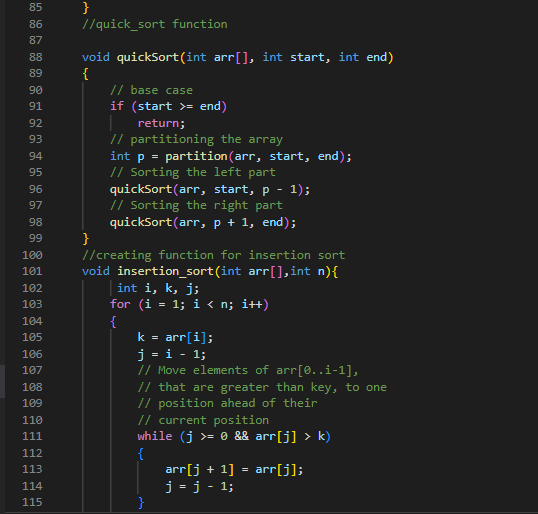 85 }
86 //quick_sort function
87
88 void quickSort(int arr[], int start, int end)
89 {
90     // base case
91     if (start >= end)
92         return;
93     // partitioning the array
94     int p = partition(arr, start, end);
95     // Sorting the left part
96     quickSort(arr, start, p - 1);
97     // Sorting the right part
98     quickSort(arr, p + 1, end);
99 }
100 //creating function for insertion sort
101 void insertion_sort(int arr[],int n){
102      int i, k, j;
103     for (i = 1; i < n; i++)
104     {
105         k = arr[i];
106         j = i - 1;
107         // Move elements of arr[0..i-1],
108         // that are greater than key, to one
109         // position ahead of their
110         // current position
111         while (j >= 0 && arr[j] > k)
112         {
113             arr[j + 1] = arr[j];
114             j = j - 1;
115         }